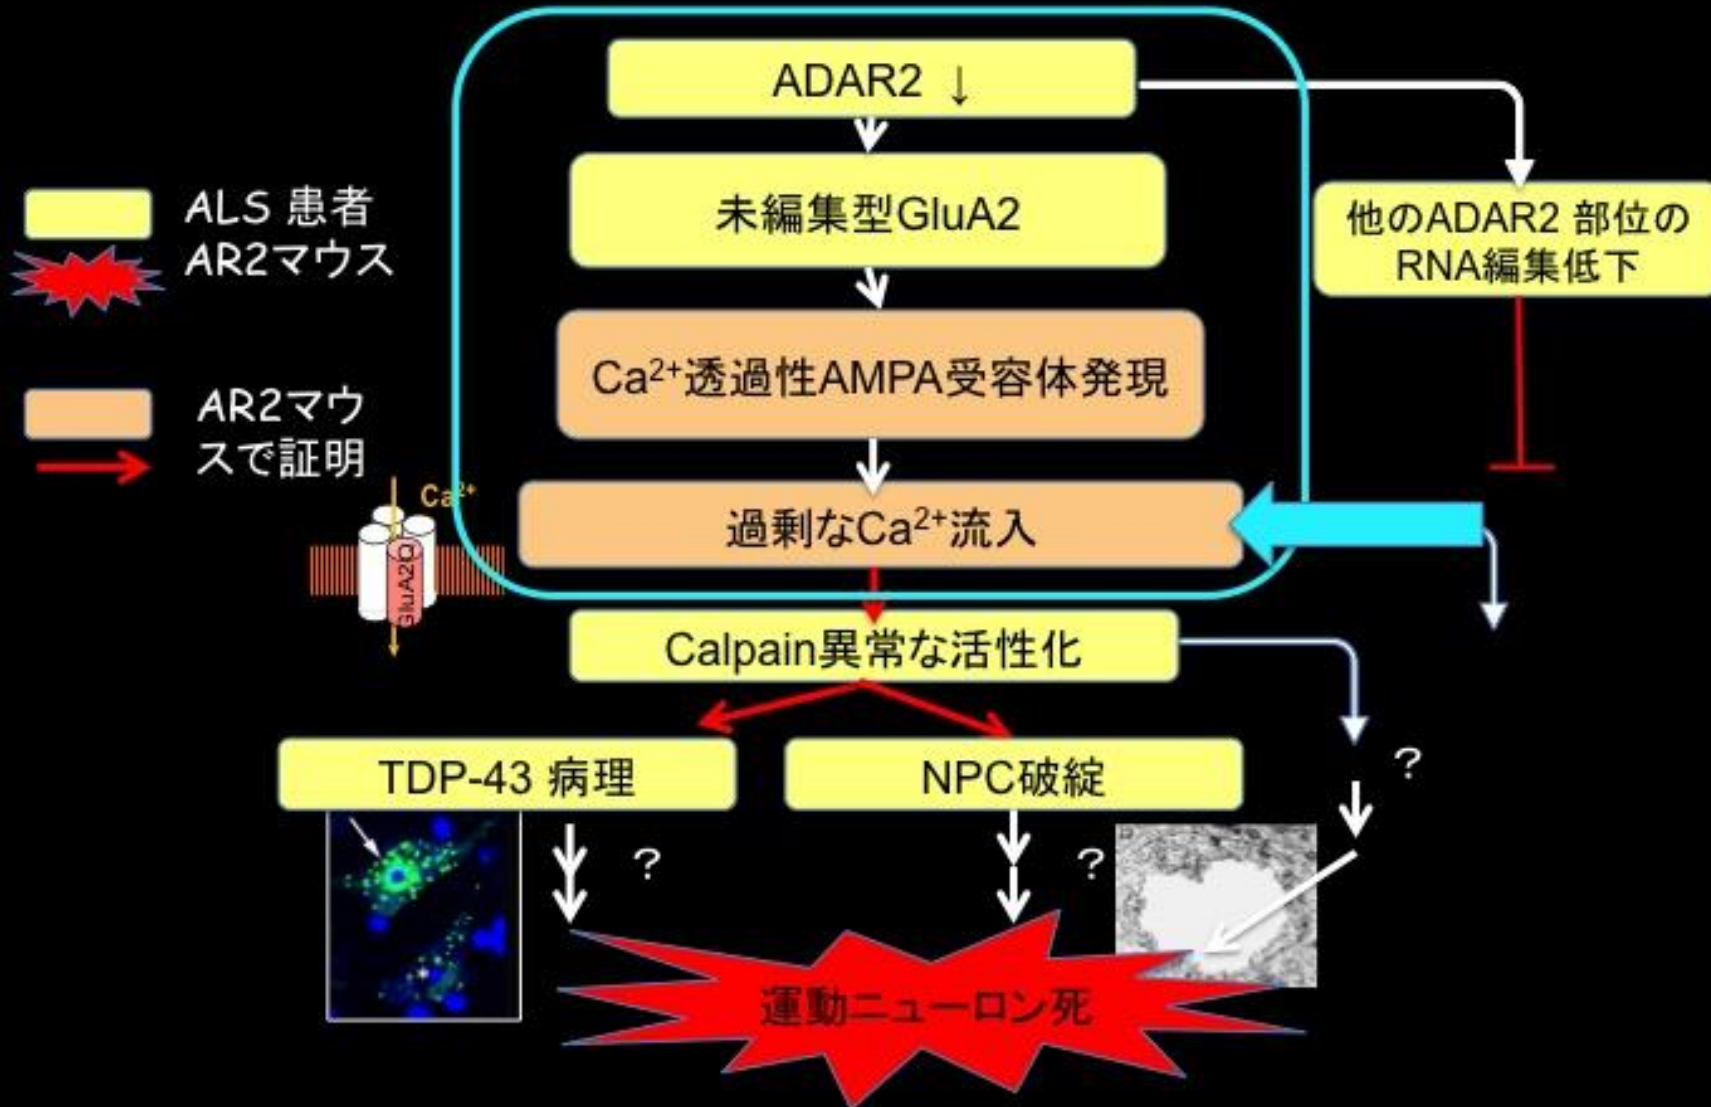 ADAR2 ↓
未編集型GluA2
他のADAR2 部位の
RNA編集低下
ALS 患者
AR2マウス
Ca²⁺透過性AMPA受容体発現
AR2マウ
スで証明
Ca²⁺
過剰なCa²⁺流入
GluA2Q
Calpain異常な活性化
TDP-43 病理
NPC破綻
?
?
?
運動ニューロン死